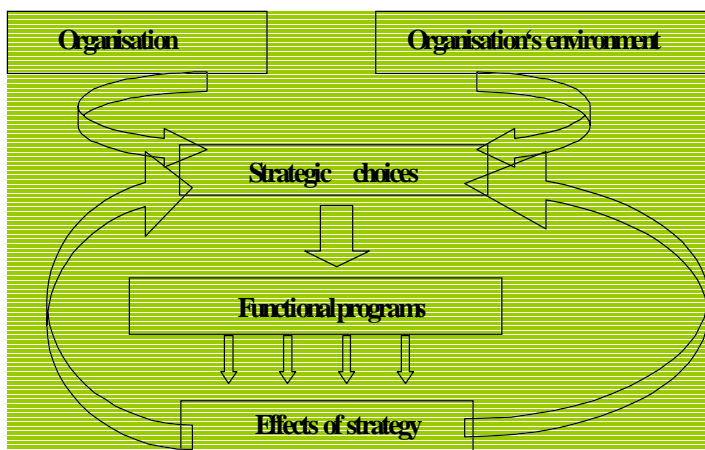 Organisation
Organisation‘s environment
Strategic choices
Functional programs
Effects of strategy